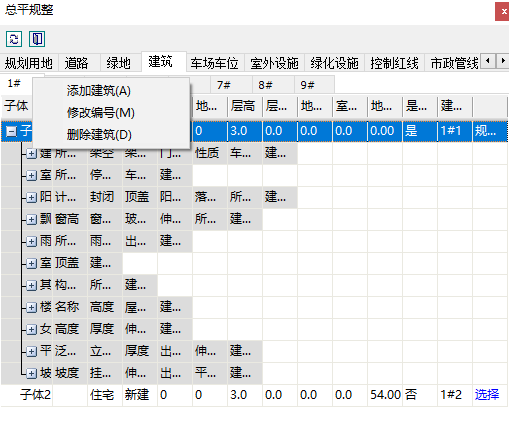 总平规整
规划用地 道路 绿地 建筑 车场车位 室外设施 绿化设施 控制红线 市政管线
1# 7# 8# 9#
添加建筑(A)
修改编号(M)
删除建筑(D)
子体 地... 层高 层... 地... 室... 地... 是... 建...
子 0 3.0 0.0 0.0 0.00 是 1#1 规...
建 所... 架空 架... 门... 性质 车... 建...
室 所... 停... 车... 建...
阳 计... 封闭 顶盖 阳... 落... 所... 建...
飘 窗高 窗... 玻... 伸... 所... 建...
雨 所... 雨... 出... 建...
室 顶盖 建...
其 构... 所... 建...
楼 名称 高度 屋... 建...
女 高度 厚度 伸... 建...
平 泛... 立... 厚度 出... 伸... 建...
坡 坡度 挂... 伸... 出... 平... 建...
子体2 住宅 新建 0 0 3.0 0.0 0.0 54.00 否 1#2 选择